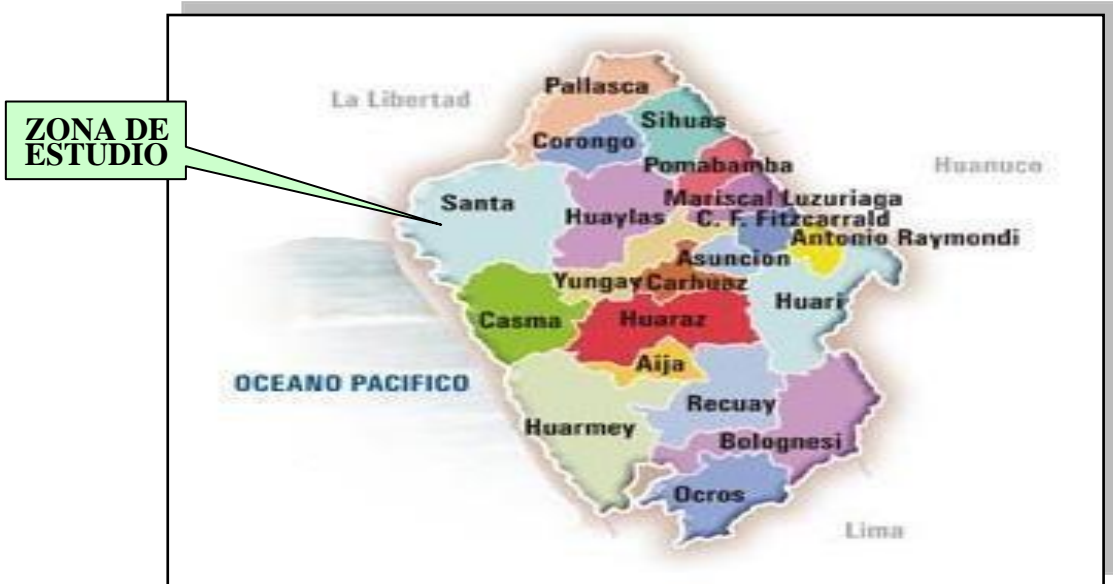 La Libertad
Pallasca
ZONA DE
ESTUDIO
Sihuas
Corongo
Pomabamba
Huanuco
Santa
Mariscal Luzuriaga
Huaylas
C. F. Fitzcarrald
Antonio Raymondi
Asuncion
Yungay
Carhuaz
Huari
Casma
Huaraz
Aija
OCEANO PACIFICO
Recuay
Huarmey
Bolognesi
Ocros
Lima